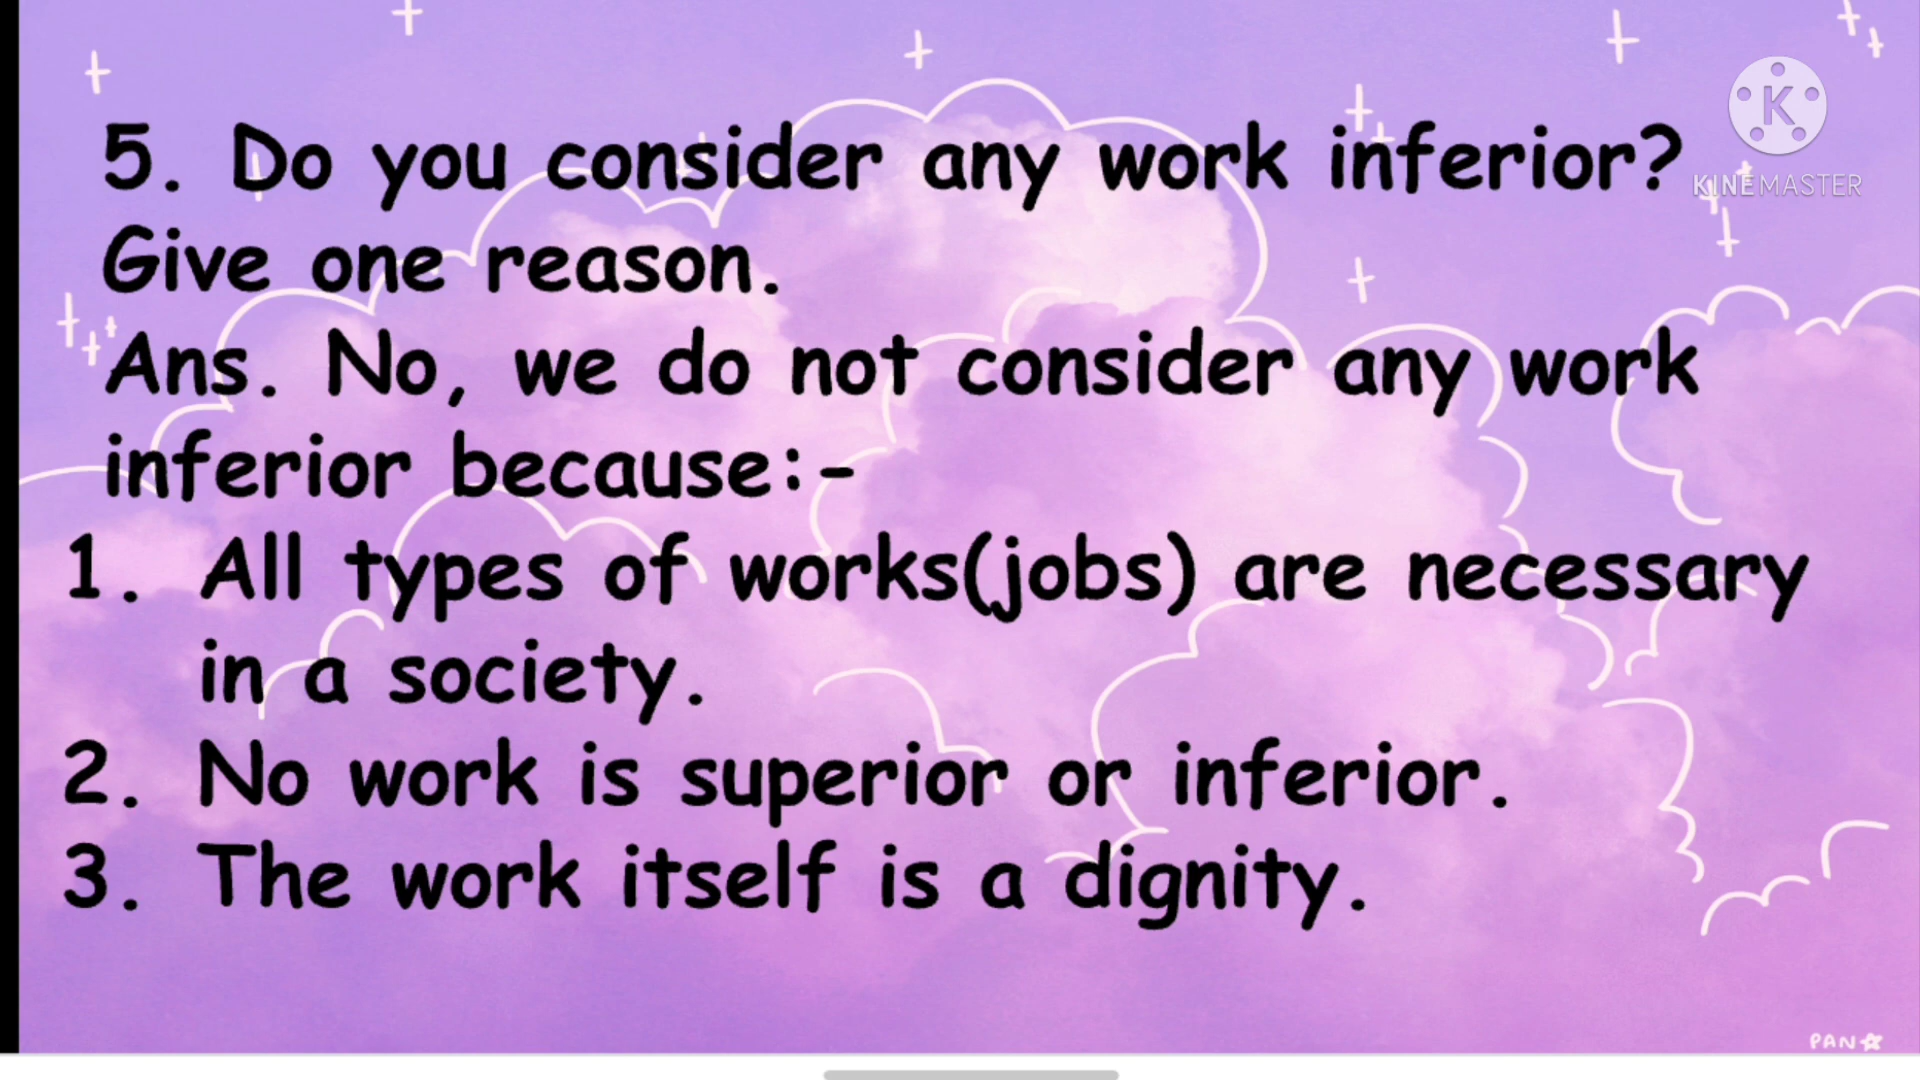 5. Do you consider any work inferior?
KINEMASTER
Give one reason.
Ans. No, we do not consider any work
inferior because:-
1. All types of works(jobs) are necessary
in a society.
2. No work is superior or inferior.
3. The work itself is a dignity.
PAN